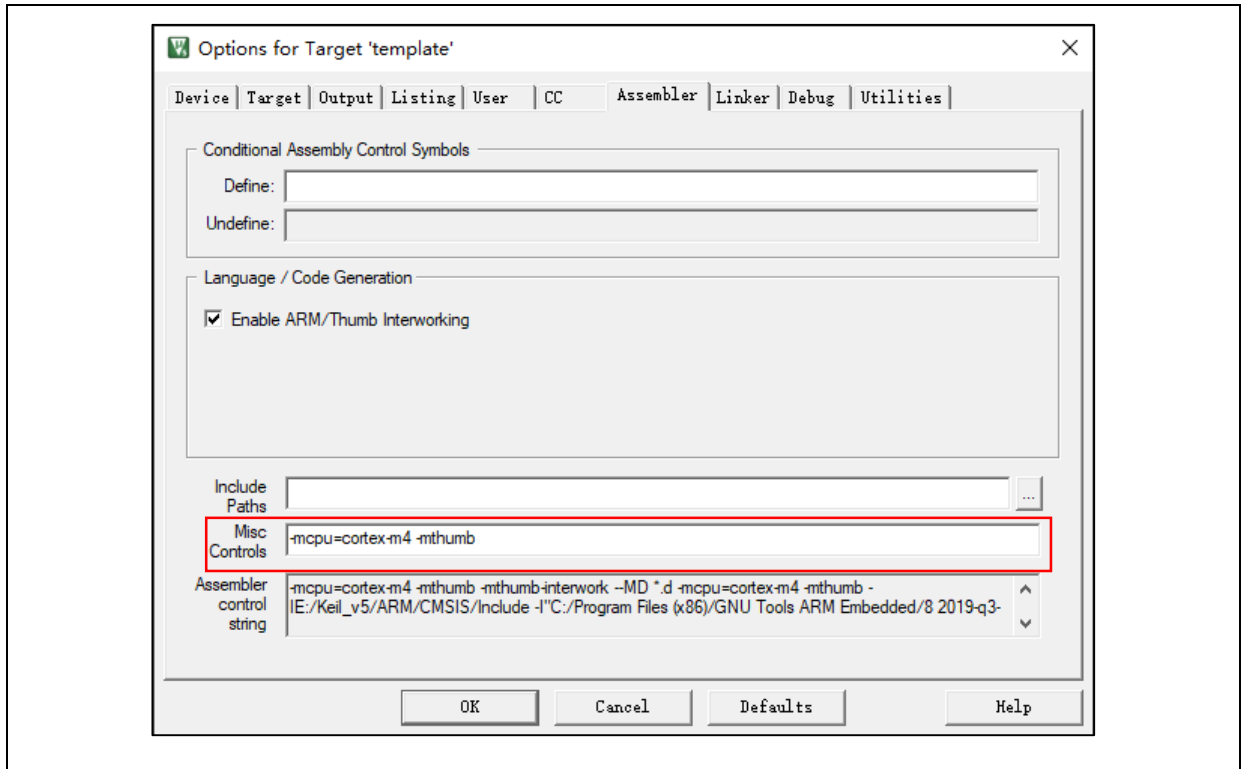 Options for Target 'template'
Device Target Output Listing User CC Assembler Linker Debug Utilities
Conditional Assembly Control Symbols
Define:
Undefine:
Language / Code Generation
Enable ARM/Thumb Interworking
Include
Paths
...
Misc
Controls
-mcpu=cortex-m4 -mthumb
Assembler
control
string
-mcpu=cortex-m4 -mthumb -mthumb-interwork --MD *.d -mcpu=cortex-m4 -mthumb -
IE:/Keil_v5/ARM/CMSIS/Include -I"C:/Program Files (x86)/GNU Tools ARM Embedded/8 2019-q3-
OK Cancel Defaults Help